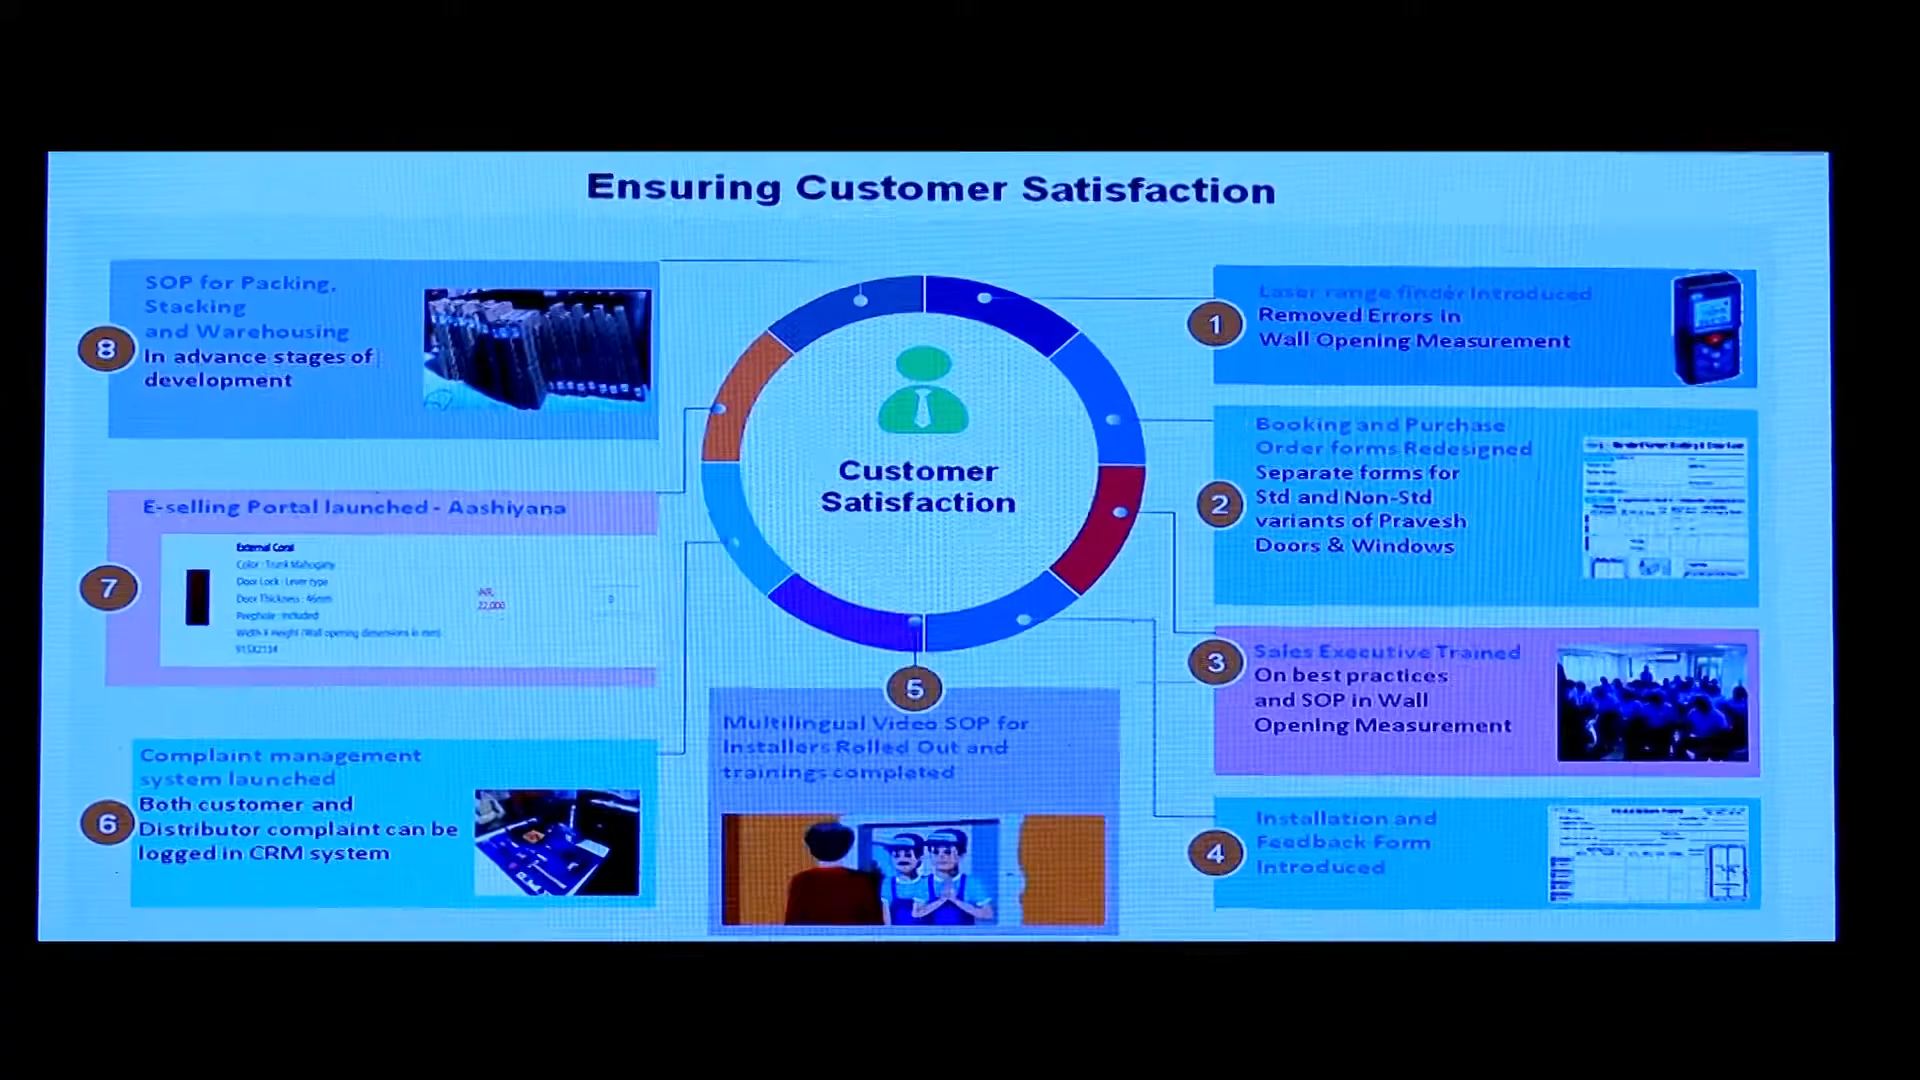 Ensuring Customer Satisfaction
Customer
Satisfaction
1
Laser range finder Introduced
Removed Errors in
Wall Opening Measurement
2
Booking and Purchase
Order forms Redesigned
Separate forms for
Std and Non-Std
variants of Pravesh
Doors & Windows
3
Sales Executive Trained
On best practices
and SOP in Wall
Opening Measurement
4
Installation and
Feedback Form
Introduced
5
Multilingual Video SOP for
Installers Rolled Out and
trainings completed
6
Complaint management
system launched
Both customer and
Distributor complaint can be
logged in CRM system
7
E-selling Portal launched - Aashiyana
External Coral
Color : Trunk Mahogany
Door Lock : Lever type
Door Thickness : 46mm
Peephole : Included
Width X Height (Wall opening dimensions in mm)
INR,
22,000
8
SOP for Packing,
Stacking
and Warehousing
In advance stages of
development